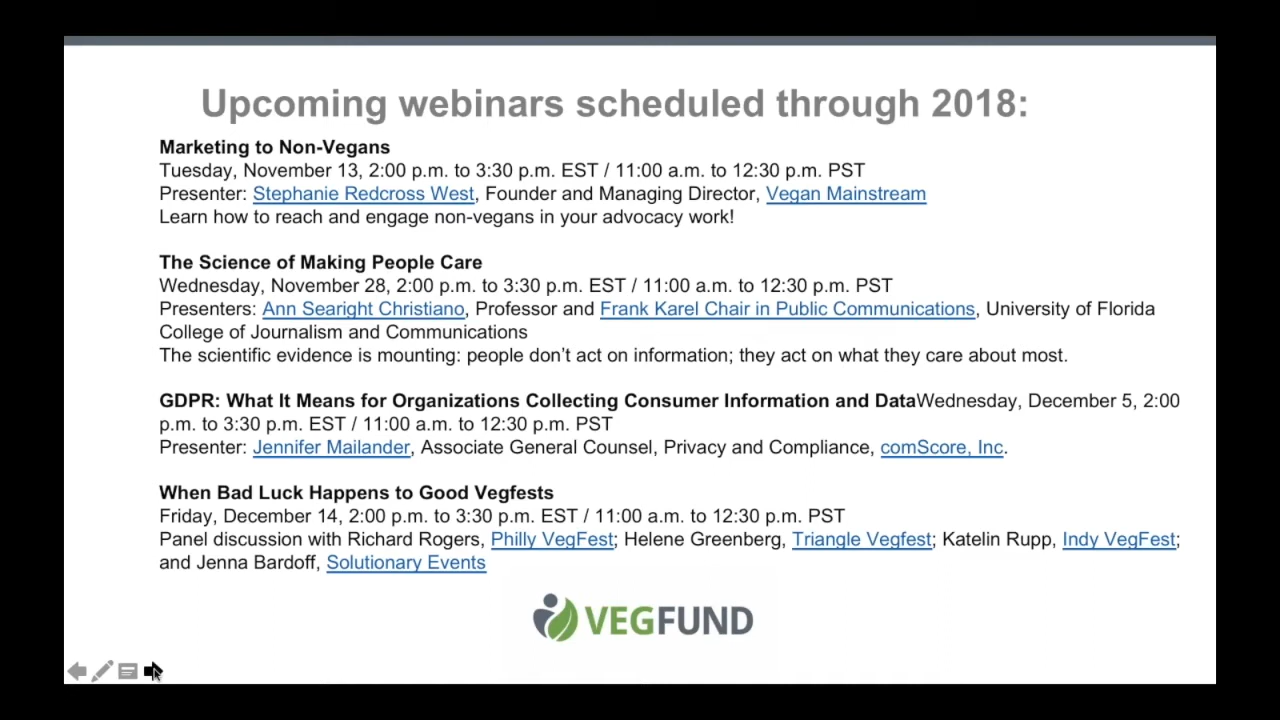 Upcoming webinars scheduled through 2018:
Marketing to Non-Vegans
Tuesday, November 13, 2:00 p.m. to 3:30 p.m. EST / 11:00 a.m. to 12:30 p.m. PST
Presenter: Stephanie Redcross West, Founder and Managing Director, Vegan Mainstream
Learn how to reach and engage non-vegans in your advocacy work!
The Science of Making People Care
Wednesday, November 28, 2:00 p.m. to 3:30 p.m. EST / 11:00 a.m. to 12:30 p.m. PST
Presenters: Ann Searight Christiano, Professor and Frank Karel Chair in Public Communications, University of Florida
College of Journalism and Communications
The scientific evidence is mounting: people don’t act on information; they act on what they care about most.
GDPR: What It Means for Organizations Collecting Consumer Information and DataWednesday, December 5, 2:00
p.m. to 3:30 p.m. EST / 11:00 a.m. to 12:30 p.m. PST
Presenter: Jennifer Mailander, Associate General Counsel, Privacy and Compliance, comScore, Inc.
When Bad Luck Happens to Good Vegfests
Friday, December 14, 2:00 p.m. to 3:30 p.m. EST / 11:00 a.m. to 12:30 p.m. PST
Panel discussion with Richard Rogers, Philly VegFest; Helene Greenberg, Triangle Vegfest; Katelin Rupp, Indy VegFest;
and Jenna Bardoff, Solutionary Events
VEGFUND